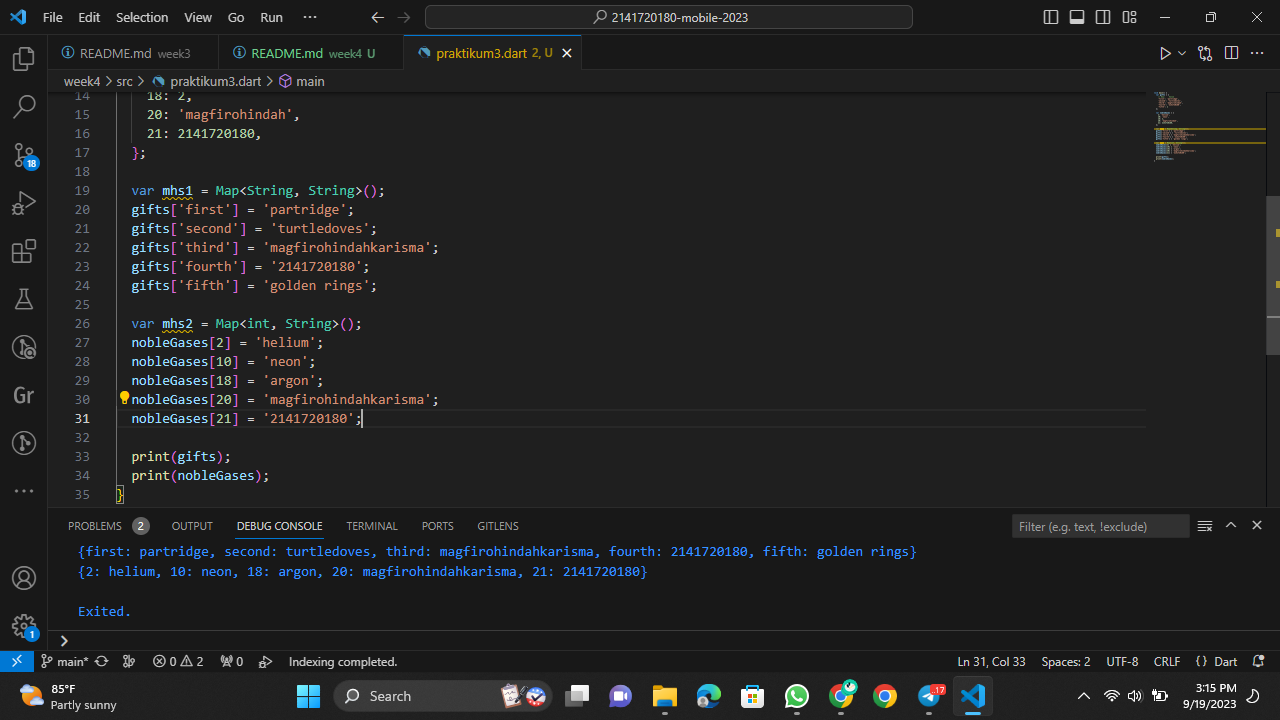 File Edit Selection View Go Run ··· 2141720180-mobile-2023
README.md week3 README.md week4 U praktikum3.dart 2, U
week4 > src > praktikum3.dart > main
14 18: 2,
15 20: 'magfirohindah',
16 21: 2141720180,
17 };
18
19 var mhs1 = Map<String, String>();
20 gifts['first'] = 'partridge';
21 gifts['second'] = 'turtledoves';
22 gifts['third'] = 'magfirohindahkarisma';
23 gifts['fourth'] = '2141720180';
24 gifts['fifth'] = 'golden rings';
25
26 var mhs2 = Map<int, String>();
27 nobleGases[2] = 'helium';
28 nobleGases[10] = 'neon';
29 nobleGases[18] = 'argon';
30 nobleGases[20] = 'magfirohindahkarisma';
31 nobleGases[21] = '2141720180';
32
33 print(gifts);
34 print(nobleGases);
35 }
18
Gr
1
PROBLEMS 2 OUTPUT DEBUG CONSOLE TERMINAL PORTS GITLENS Filter (e.g. text, !exclude)
{first: partridge, second: turtledoves, third: magfirohindahkarisma, fourth: 2141720180, fifth: golden rings}
{2: helium, 10: neon, 18: argon, 20: magfirohindahkarisma, 21: 2141720180}
Exited.
main* 0 2 0 Indexing completed. Ln 31, Col 33 Spaces: 2 UTF-8 CRLF {} Dart
85°F
Partly sunny
Search
..17
3:15 PM
9/19/2023